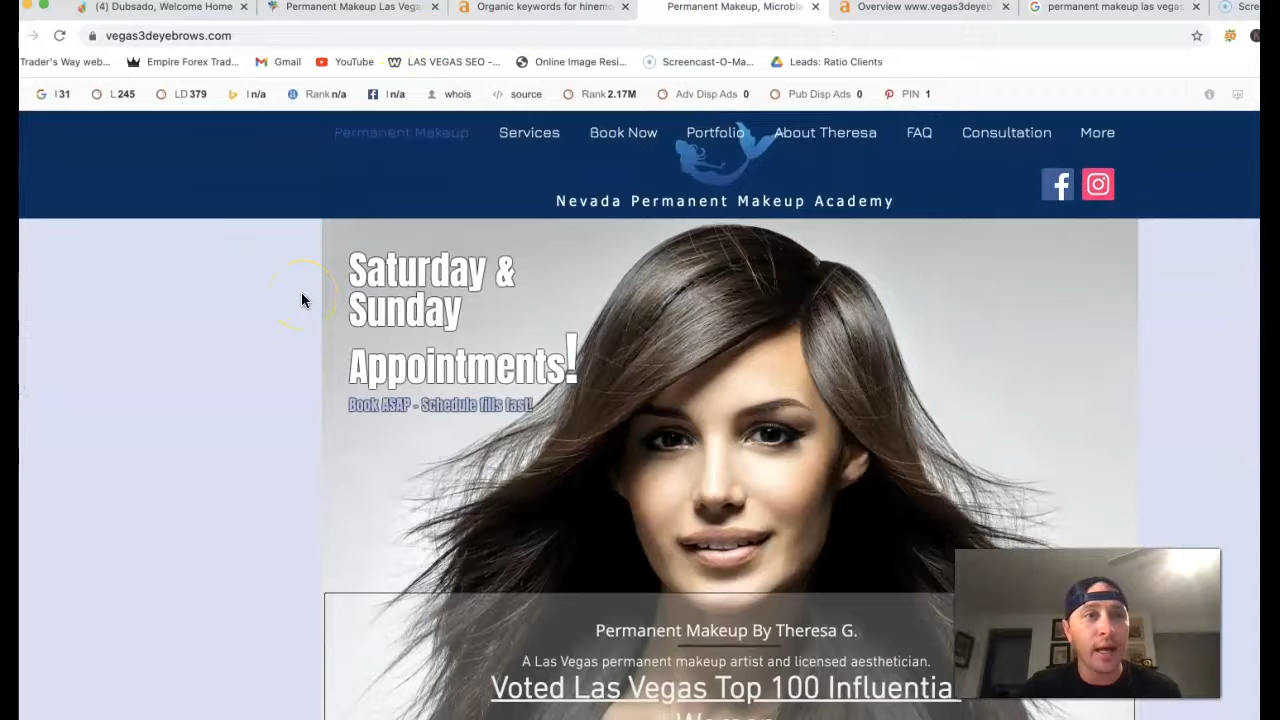 (4) Dubsado, Welcome Home
Permanent Makeup Las Vega
Organic keywords for hinem
Permanent Makeup, Microbl
Overview www.vegas3deyeb
permanent makeup las vegas
Scre
vegas3deyebrows.com
Trader's Way web...
Empire Forex Trad...
Gmail
YouTube
LAS VEGAS SEO -...
Online Image Resi...
Screencast-O-Ma...
Leads: Ratio Clients
I 31
L 245
LD 379
I n/a
Rank n/a
I n/a
whois
source
Rank 2.17M
Adv Disp Ads 0
Pub Disp Ads 0
PIN 1
Permanent Makeup
Services
Book Now
Portfolio
About Theresa
FAQ
Consultation
More
Nevada Permanent Makeup Academy
Saturday &
Sunday
Appointments!
Book ASAP - Schedule fills fast!
Permanent Makeup By Theresa G.
A Las Vegas permanent makeup artist and licensed aesthetician.
Voted Las Vegas Top 100 Influentia